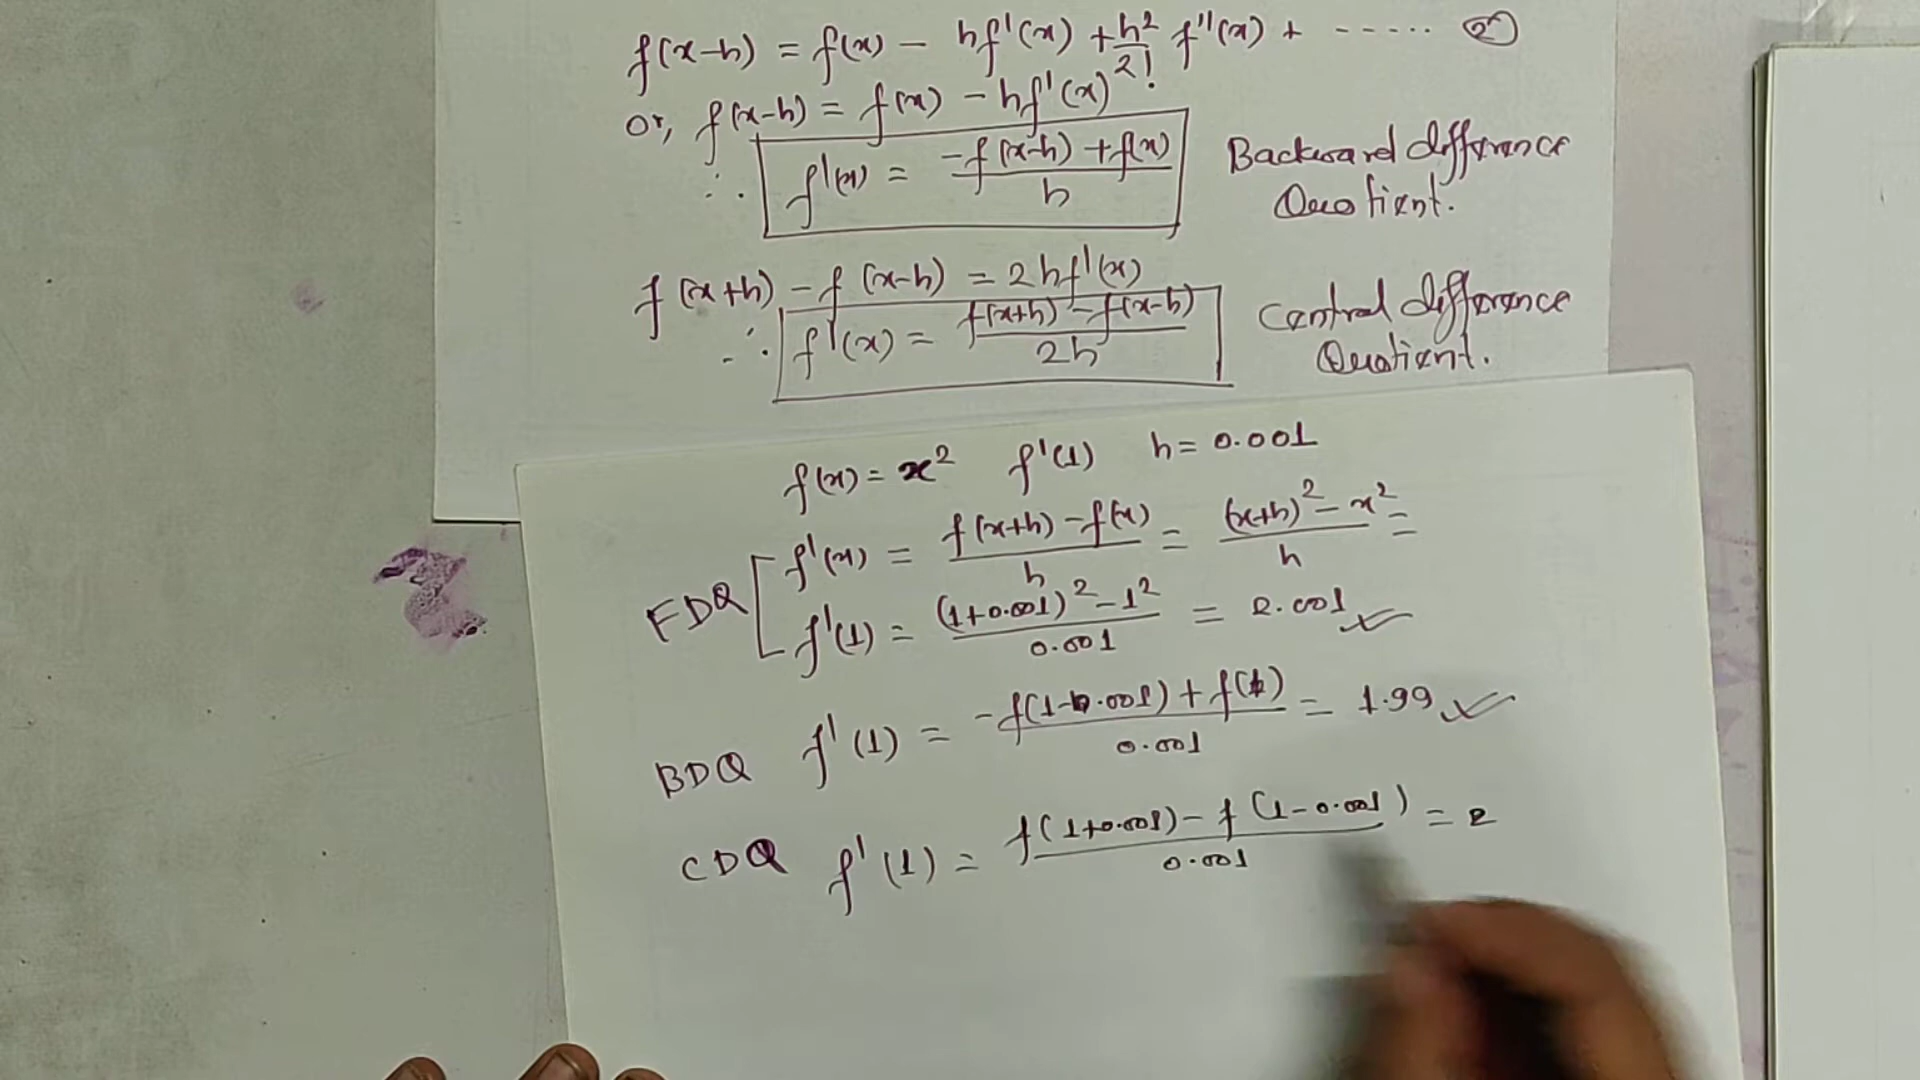 f(x-h) = f(x) - hf'(x) + h²/2! f''(x) + ...... ②
or, f(x-h) = f(x) - hf'(x)
∴ f'(x) = (-f(x-h) + f(x))/h Backward difference Quotient.
f(x+h) - f(x-h) = 2hf'(x)
∴ f'(x) = (f(x+h) - f(x-h))/2h Central difference Quotient.
f(x) = x² f'(1) h = 0.001
FDQ f'(x) = (f(x+h) - f(x))/h = ((x+h)² - x²)/h =
f'(1) = ((1+0.001)² - 1²)/0.001 = 2.001
BDQ f'(1) = (-f(1-0.001) + f(1))/0.001 = 1.99
CDQ f'(1) = (f(1+0.001) - f(1-0.001))/0.001 = 2